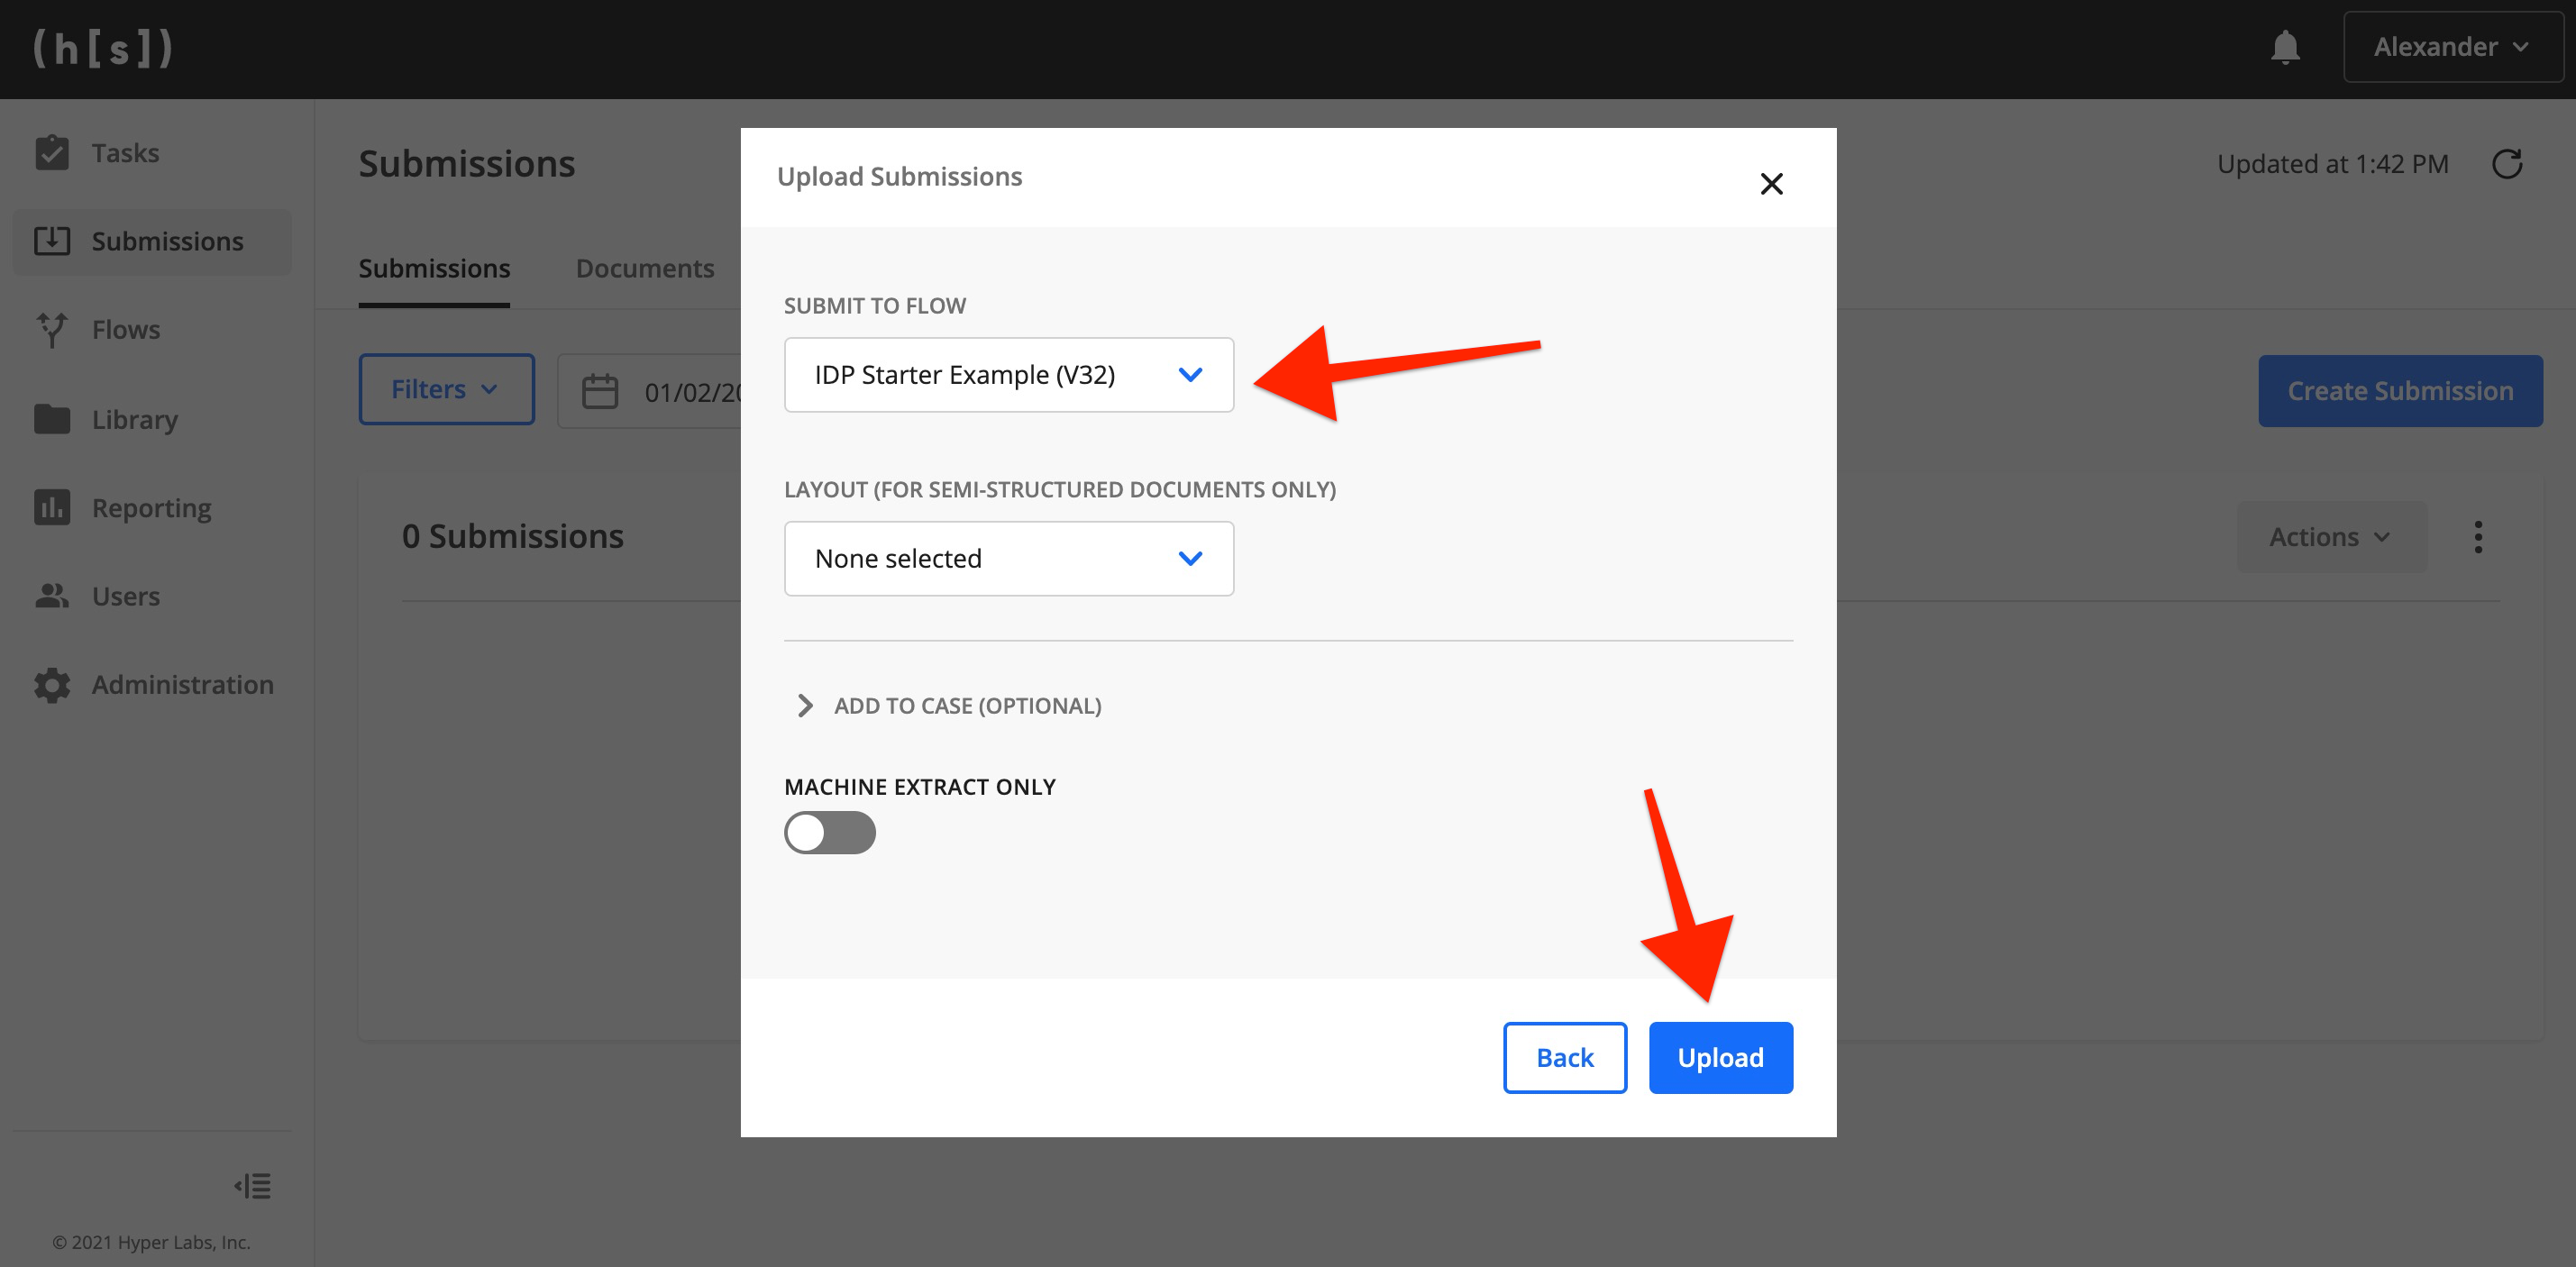 (h[s])
Alexander
Tasks
Submissions
Flows
Library
Reporting
Users
Administration
© 2021 Hyper Labs, Inc.
Submissions
Updated at 1:42 PM
Submissions Documents
Filters
01/02/20
Create Submission
0 Submissions
Actions
Upload Submissions
SUBMIT TO FLOW
IDP Starter Example (V32)
LAYOUT (FOR SEMI-STRUCTURED DOCUMENTS ONLY)
None selected
ADD TO CASE (OPTIONAL)
MACHINE EXTRACT ONLY
Back Upload